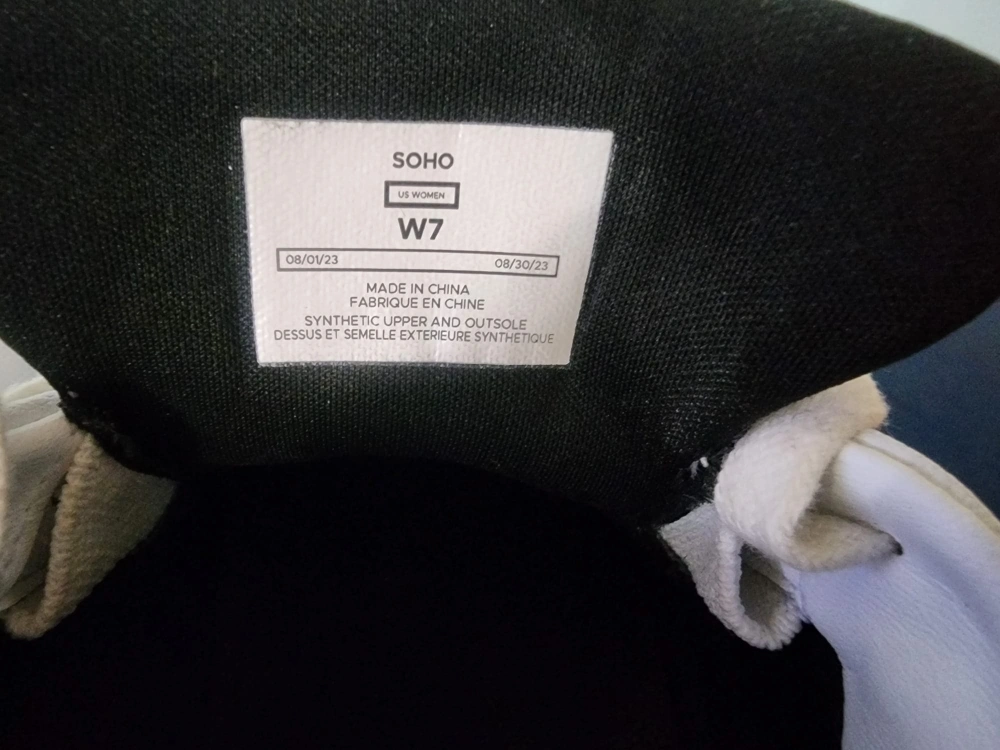 SOHO
US WOMEN
W7
08/01/23 08/30/23
MADE IN CHINA
FABRIQUE EN CHINE
SYNTHETIC UPPER AND OUTSOLE
DESSUS ET SEMELLE EXTERIEURE SYNTHETIQUE